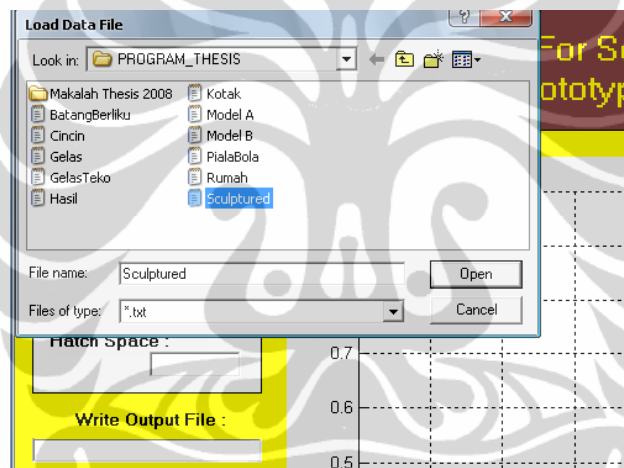 Load Data File
For S
Look in: PROGRAM_THESIS
ototyp
Makalah Thesis 2008
BatangBerliku
Cincin
Gelas
GelasTeko
Hasil
Kotak
Model A
Model B
PialaBola
Rumah
Sculptured
File name: Sculptured Open
Files of type: *.txt Cancel
Hatch Space :
0.7
0.6
Write Output File :
0.5